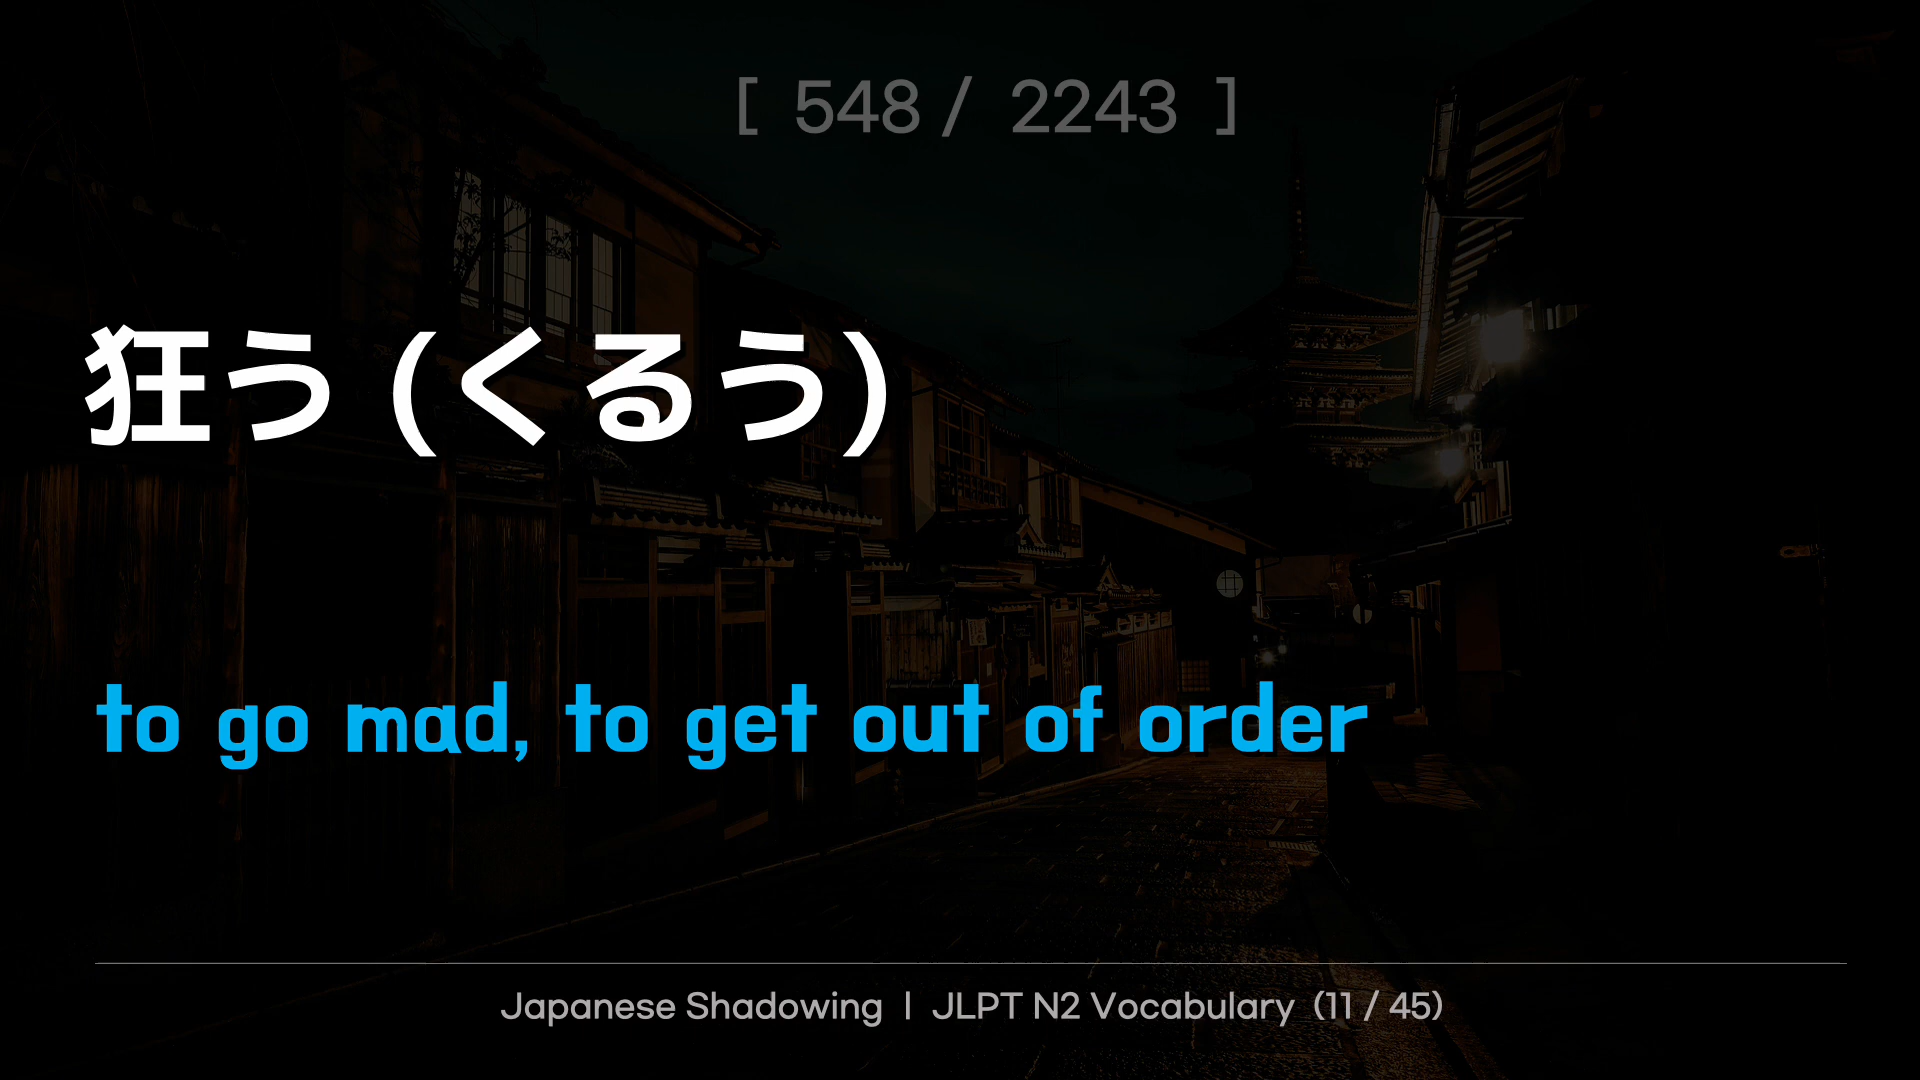 [ 548 / 2243 ]
狂う (くるう)
to go mad, to get out of order
Japanese Shadowing | JLPT N2 Vocabulary (11 / 45)